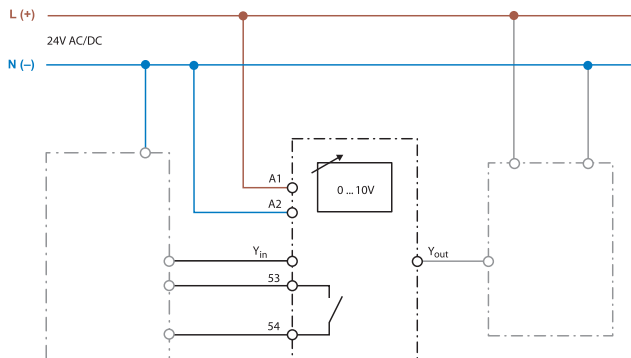 L (+)
24V AC/DC
N (–)
A1
0 ... 10V
A2
Yin
Yout
53
54